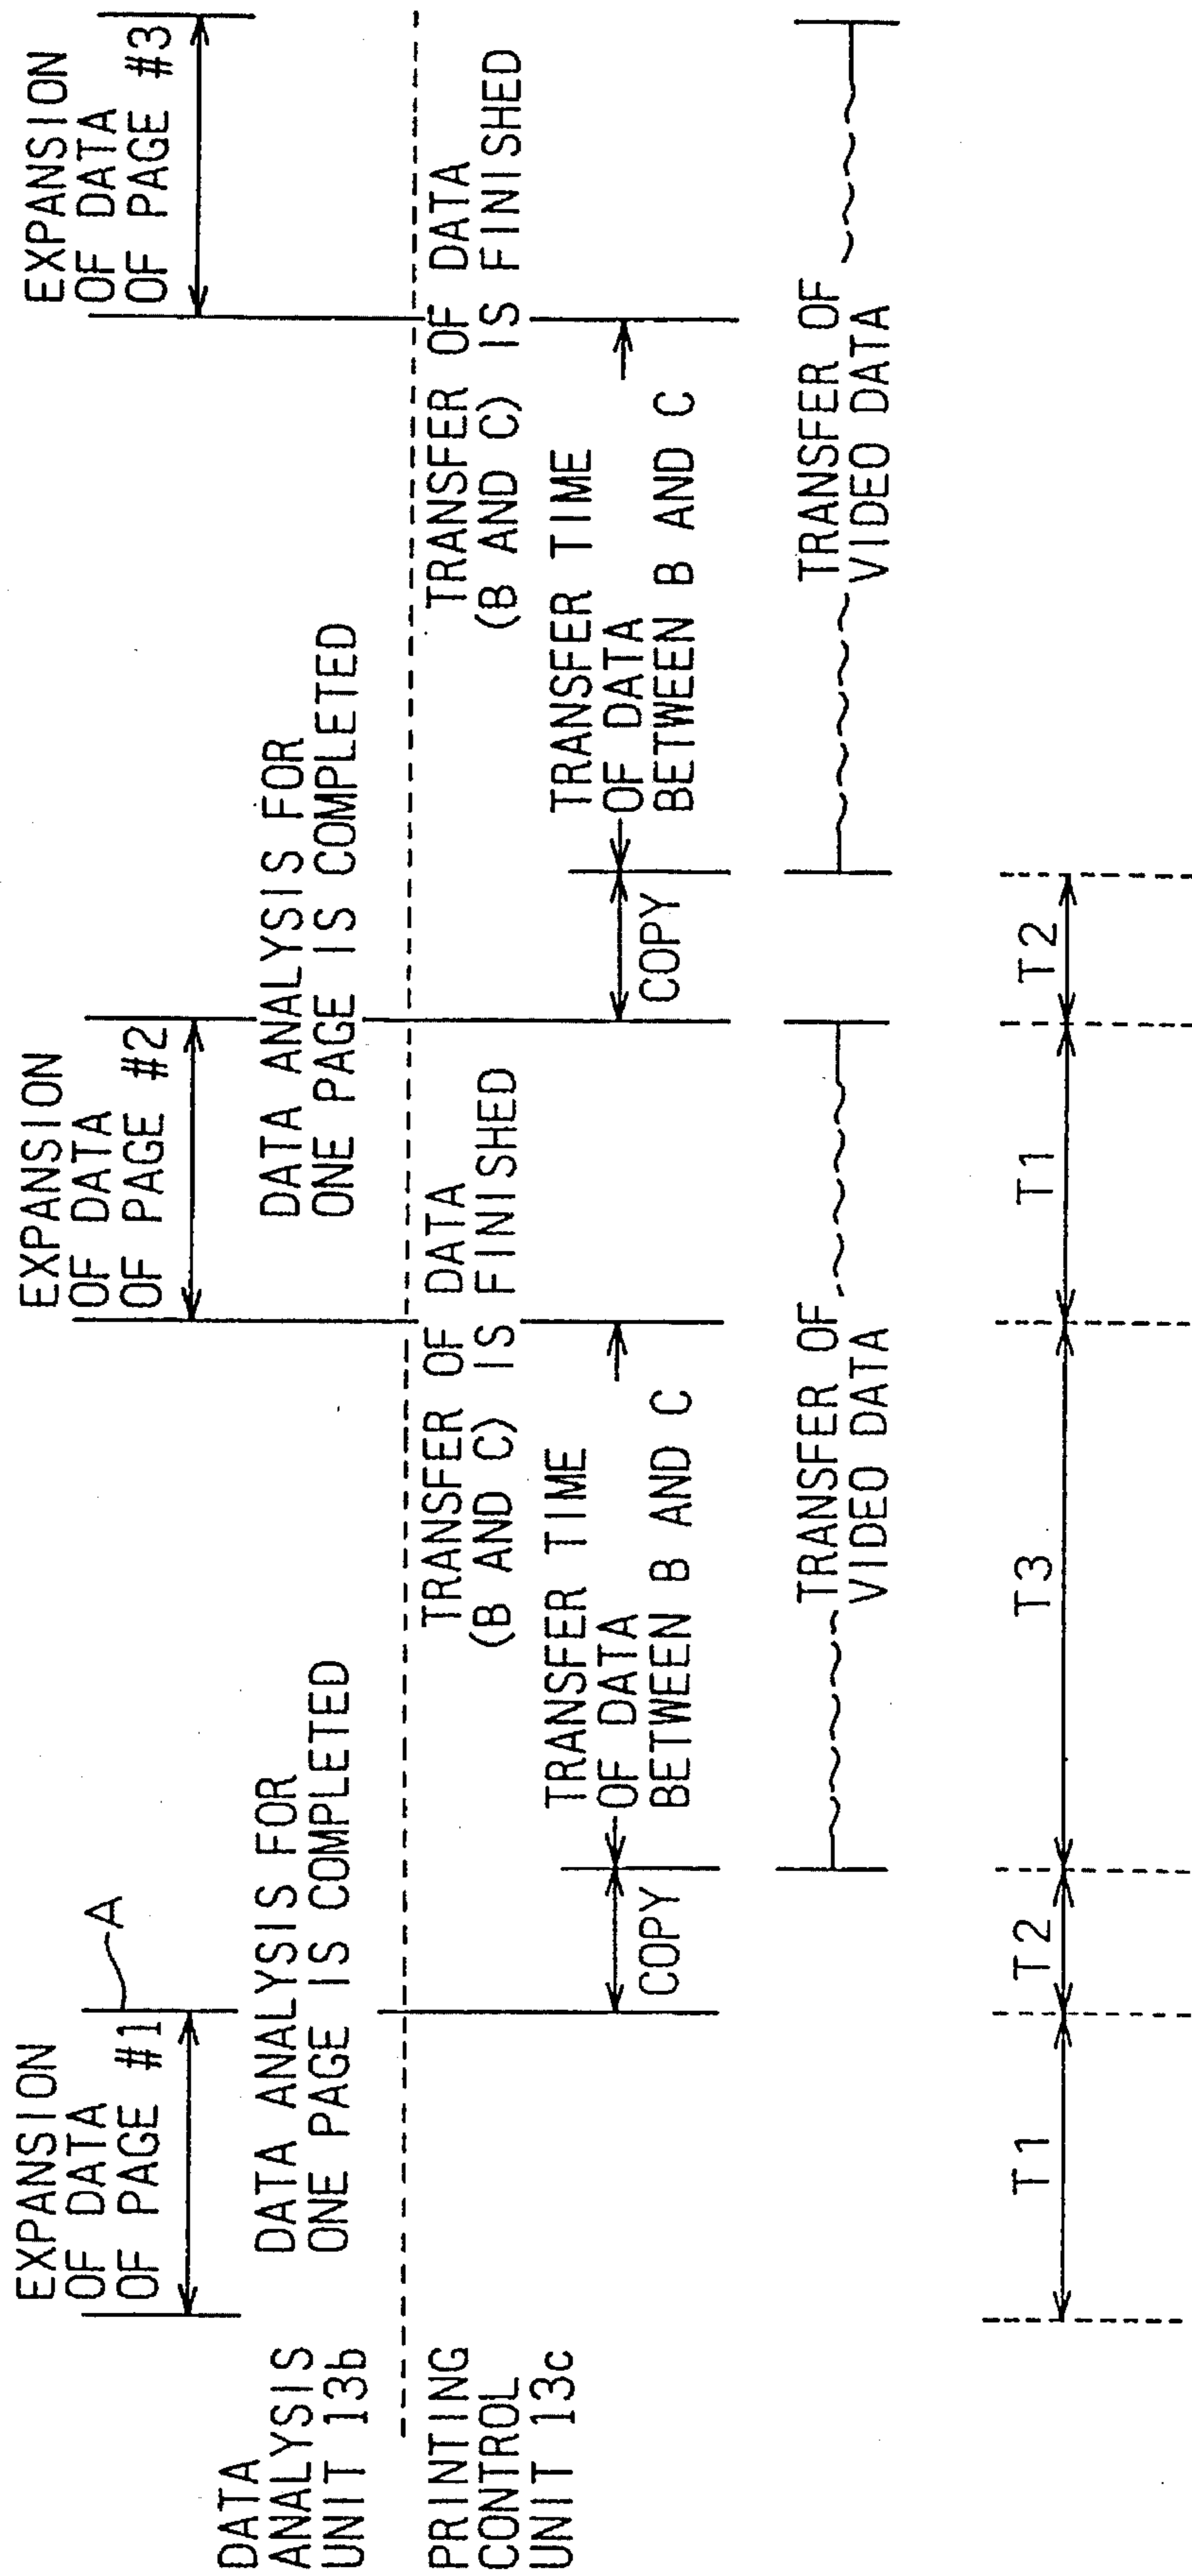 EXPANSION
OF DATA
OF PAGE #1
A
EXPANSION
OF DATA
OF PAGE #2
EXPANSION
OF DATA
OF PAGE #3
DATA
ANALYSIS
UNIT 13b
DATA ANALYSIS FOR
ONE PAGE IS COMPLETED
DATA ANALYSIS FOR
ONE PAGE IS COMPLETED
PRINTING
CONTROL
UNIT 13c
TRANSFER OF DATA
(B AND C) IS FINISHED
TRANSFER OF DATA
(B AND C) IS FINISHED
COPY
TRANSFER TIME
OF DATA
BETWEEN B AND C
COPY
TRANSFER TIME
OF DATA
BETWEEN B AND C
TRANSFER OF
VIDEO DATA
TRANSFER OF
VIDEO DATA
T1
T2
T3
T1
T2